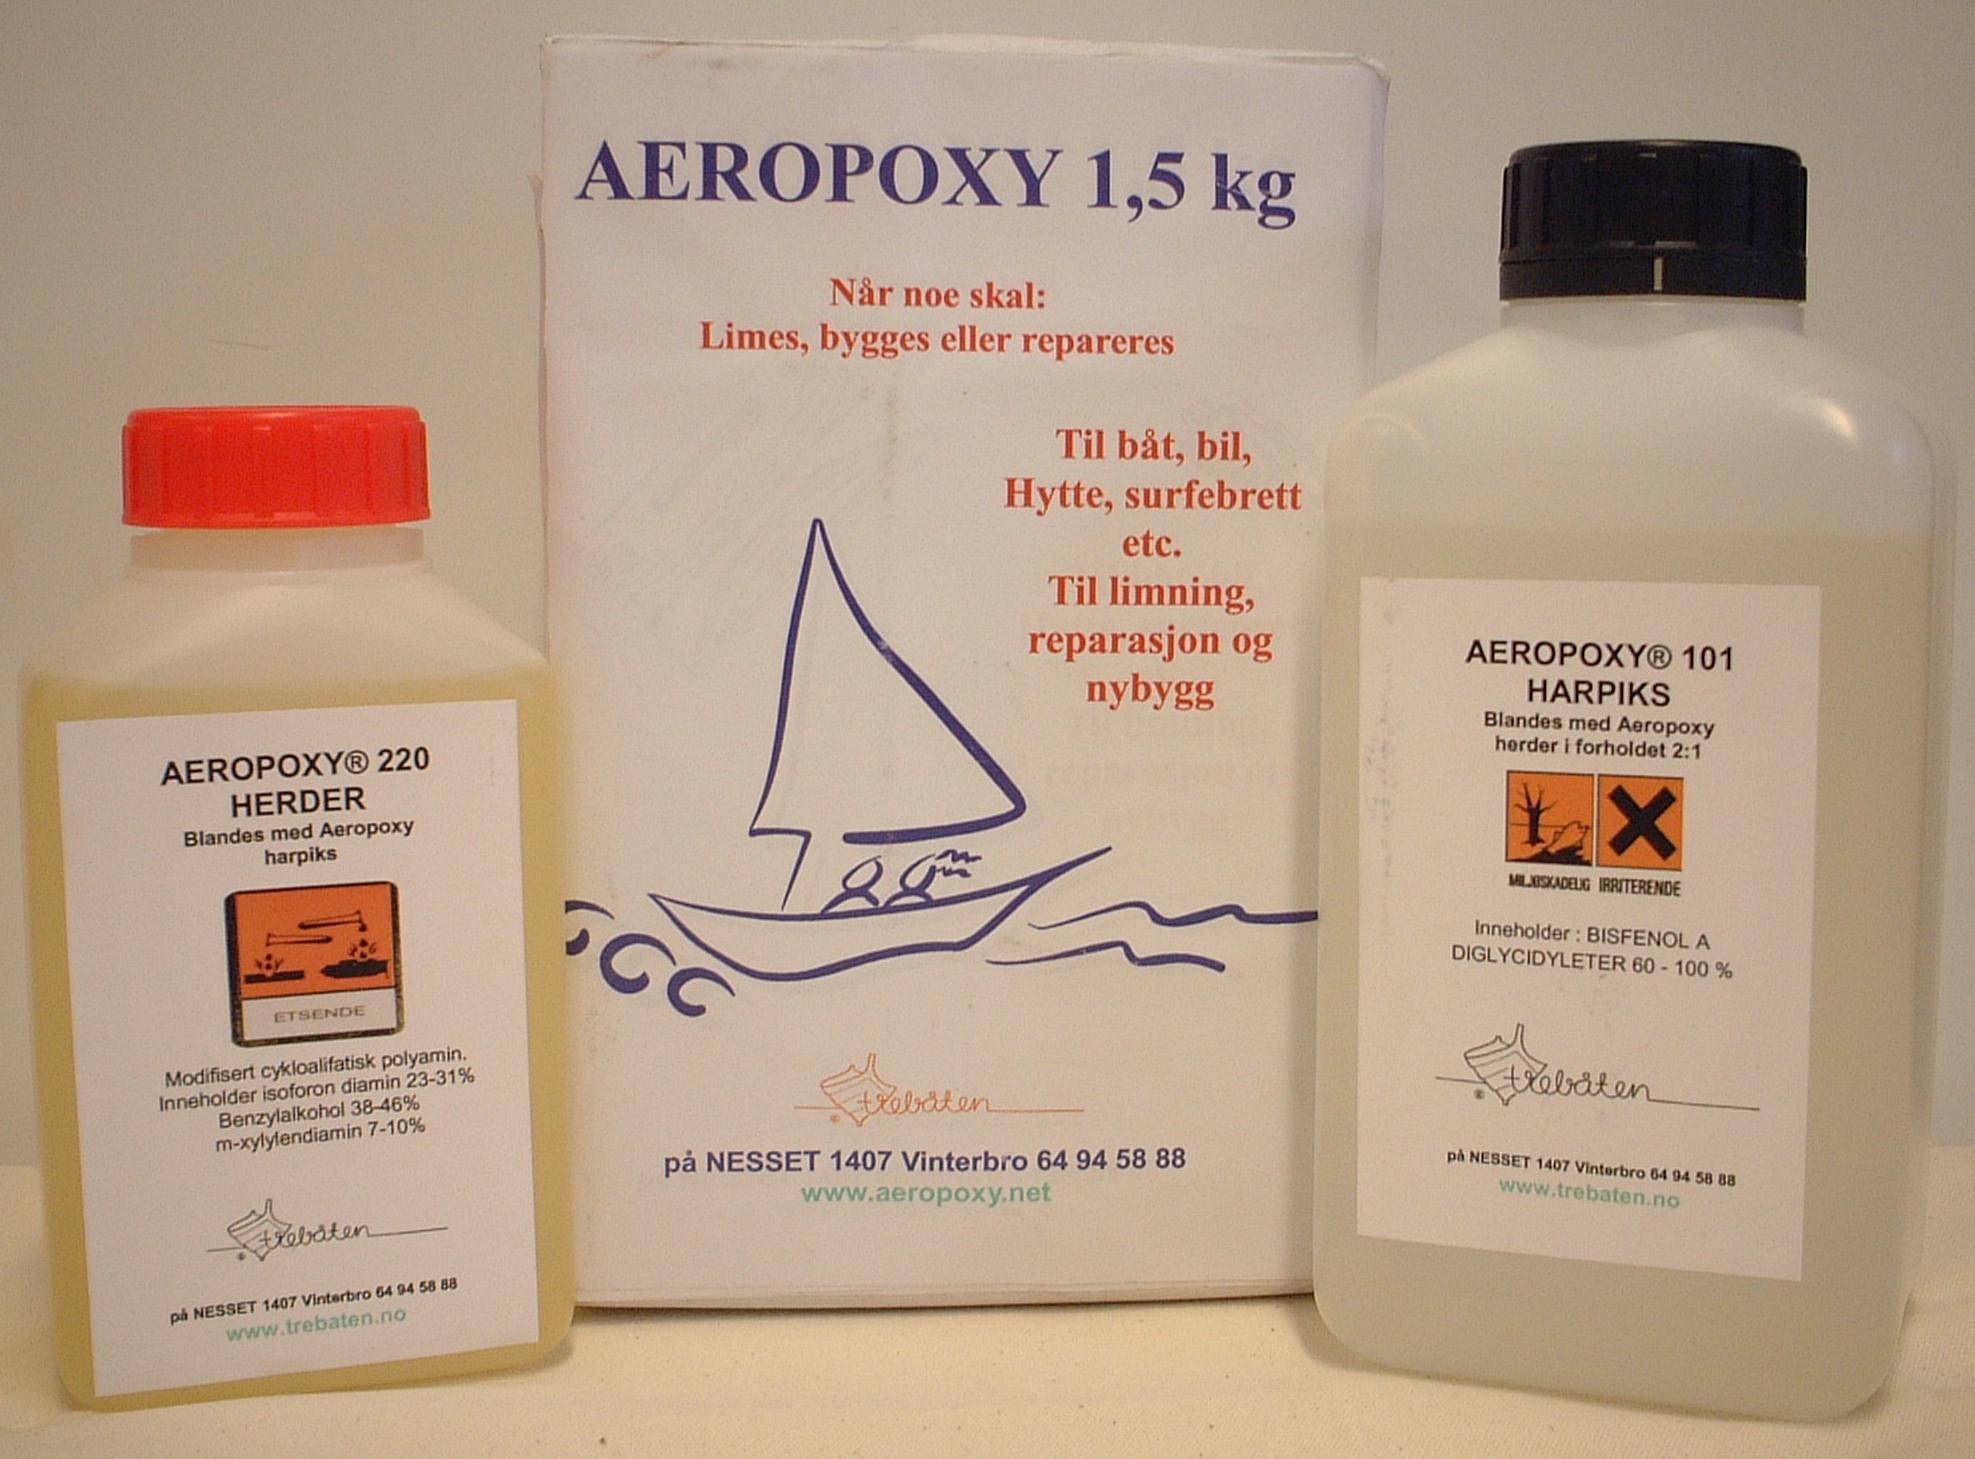 AEROPOXY 1,5 kg
Når noe skal:
Limes, bygges eller repareres
Til båt, bil,
Hytte, surfebrett
etc.
Til limning,
reparasjon og
nybygg
® trebåten
på NESSET 1407 Vinterbro 64 94 58 88
www.aeropoxy.net
AEROPOXY® 220
HERDER
Blandes med Aeropoxy
harpiks
ETSENDE
Modifisert cykloalifatisk polyamin.
Inneholder isoforon diamin 23-31%
Benzylalkohol 38-46%
m-xylylendiamin 7-10%
® trebåten
på NESSET 1407 Vinterbro 64 94 58 88
www.trebaten.no
AEROPOXY® 101
HARPIKS
Blandes med Aeropoxy
herder i forholdet 2:1
MILJØSKADELIG IRRITERENDE
Inneholder : BISFENOL A
DIGLYCIDYLETER 60 - 100 %
® trebåten
på NESSET 1407 Vinterbro 64 94 58 88
www.trebaten.no